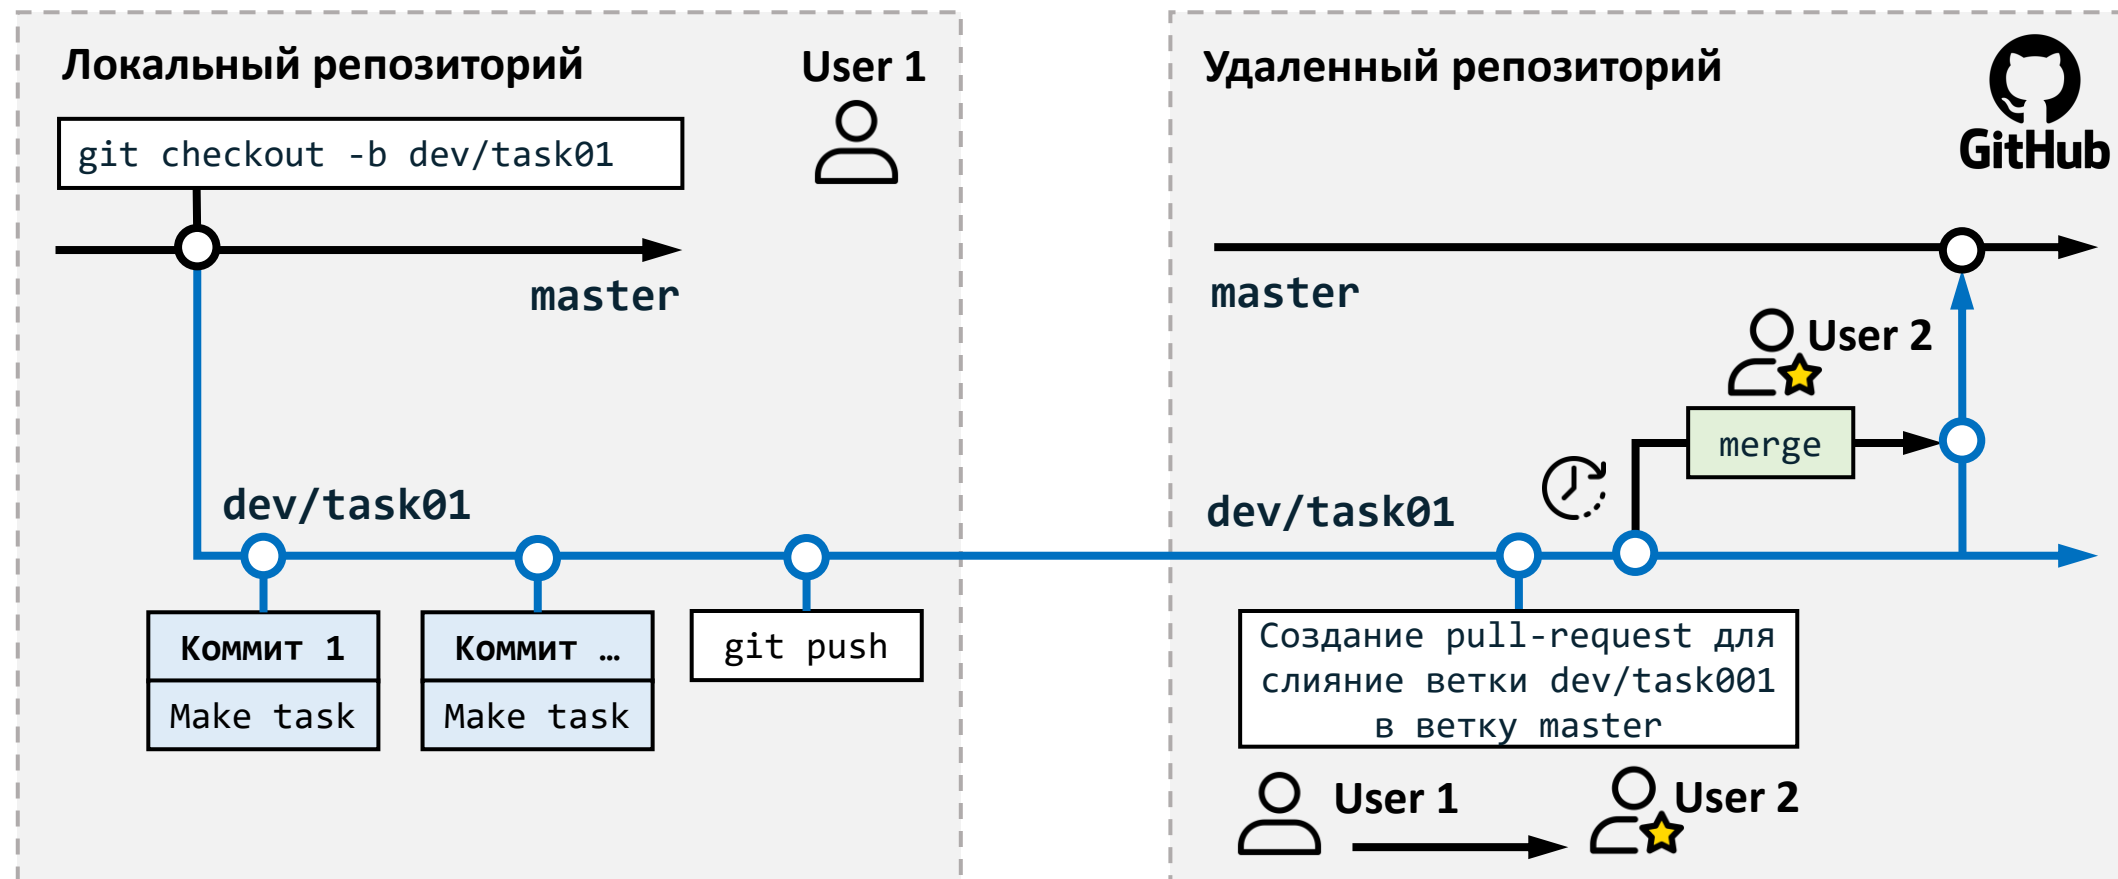 Локальный репозиторий
User 1
git checkout -b dev/task01
master
dev/task01
Коммит 1
Make task
Коммит …
Make task
git push
Удаленный репозиторий
GitHub
master
User 2
merge
dev/task01
Создание pull-request для
слияние ветки dev/task001
в ветку master
User 1
User 2